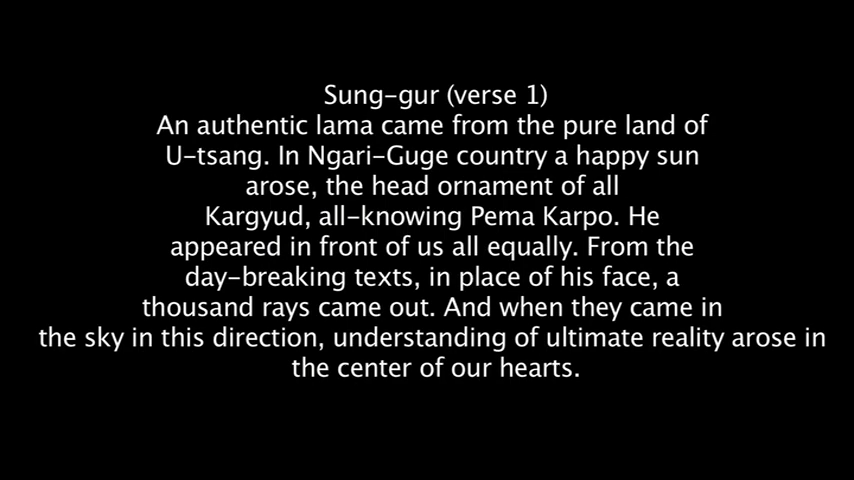 Sung-gur (verse 1)
An authentic lama came from the pure land of
U-tsang. In Ngari-Guge country a happy sun
arose, the head ornament of all
Kargyud, all-knowing Pema Karpo. He
appeared in front of us all equally. From the
day-breaking texts, in place of his face, a
thousand rays came out. And when they came in
the sky in this direction, understanding of ultimate reality arose in
the center of our hearts.